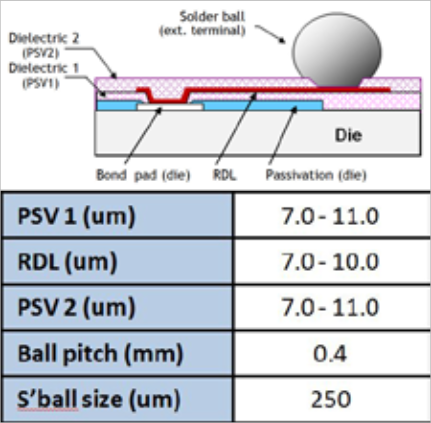 Solder ball
(ext. terminal)
Dielectric 2
(PSV2)
Dielectric 1
(PSV1)
Die
Bond pad (die) RDL Passivation (die)
PSV 1 (um) 7.0 - 11.0
RDL (um) 7.0 - 10.0
PSV 2 (um) 7.0 - 11.0
Ball pitch (mm) 0.4
S'ball size (um) 250